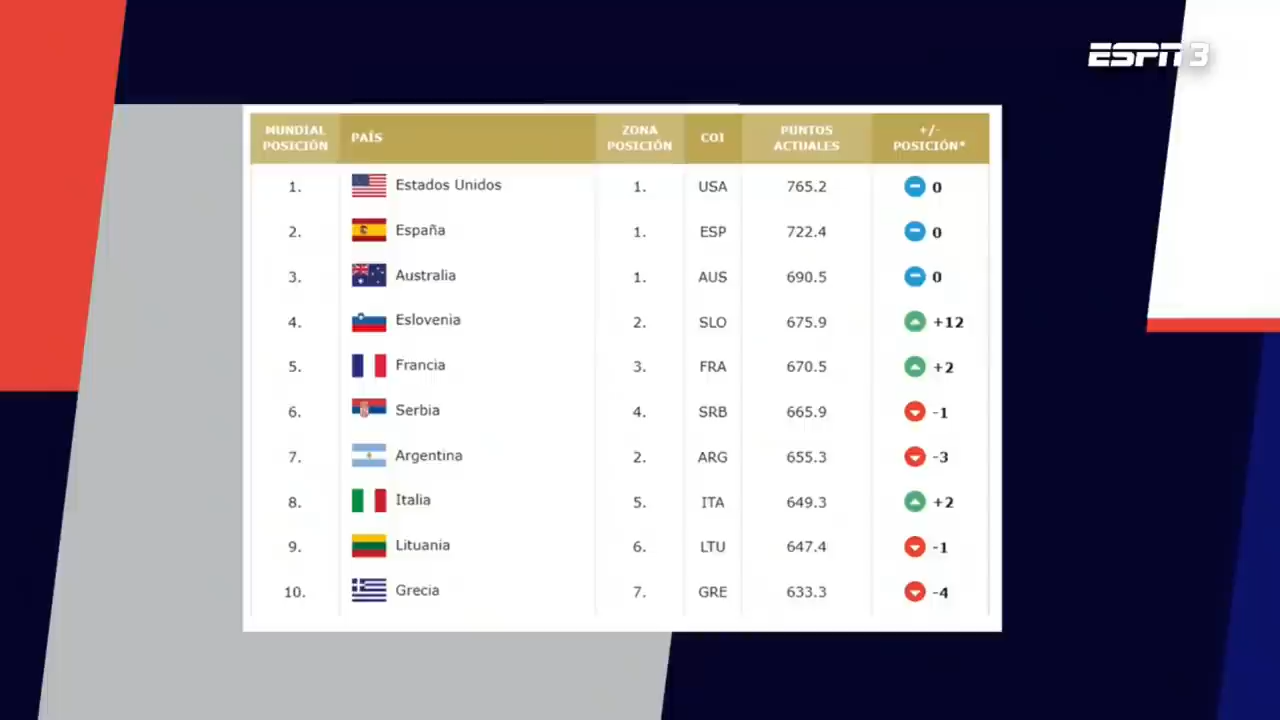 ESPN 3
MUNDIAL POSICIÓN PAÍS ZONA POSICIÓN COI PUNTOS ACTUALES +/- POSICIÓN*
1. Estados Unidos 1. USA 765.2 0
2. España 1. ESP 722.4 0
3. Australia 1. AUS 690.5 0
4. Eslovenia 2. SLO 675.9 +12
5. Francia 3. FRA 670.5 +2
6. Serbia 4. SRB 665.9 -1
7. Argentina 2. ARG 655.3 -3
8. Italia 5. ITA 649.3 +2
9. Lituania 6. LTU 647.4 -1
10. Grecia 7. GRE 633.3 -4